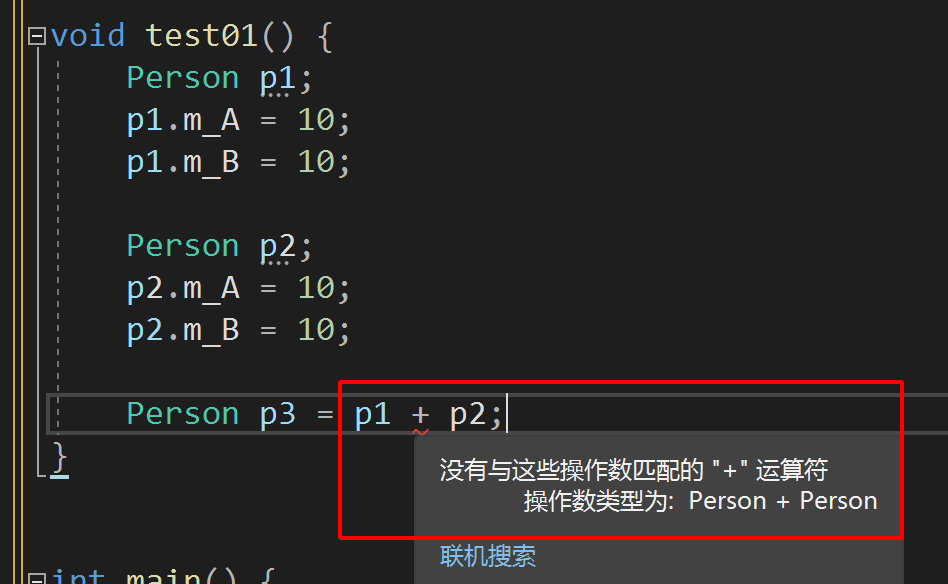 void test01() {
Person p1;
p1.m_A = 10;
p1.m_B = 10;
Person p2;
p2.m_A = 10;
p2.m_B = 10;
Person p3 = p1 + p2;
}
没有与这些操作数匹配的 "+" 运算符
操作数类型为: Person + Person
联机搜索
int main() {